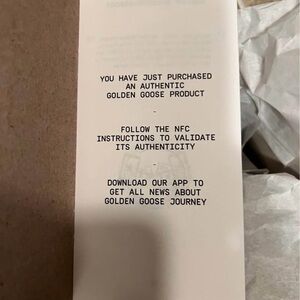 YOU HAVE JUST PURCHASED
AN AUTHENTIC
GOLDEN GOOSE PRODUCT
-
FOLLOW THE NFC
INSTRUCTIONS TO VALIDATE
ITS AUTHENTICITY
-
DOWNLOAD OUR APP TO
GET ALL NEWS ABOUT
GOLDEN GOOSE JOURNEY